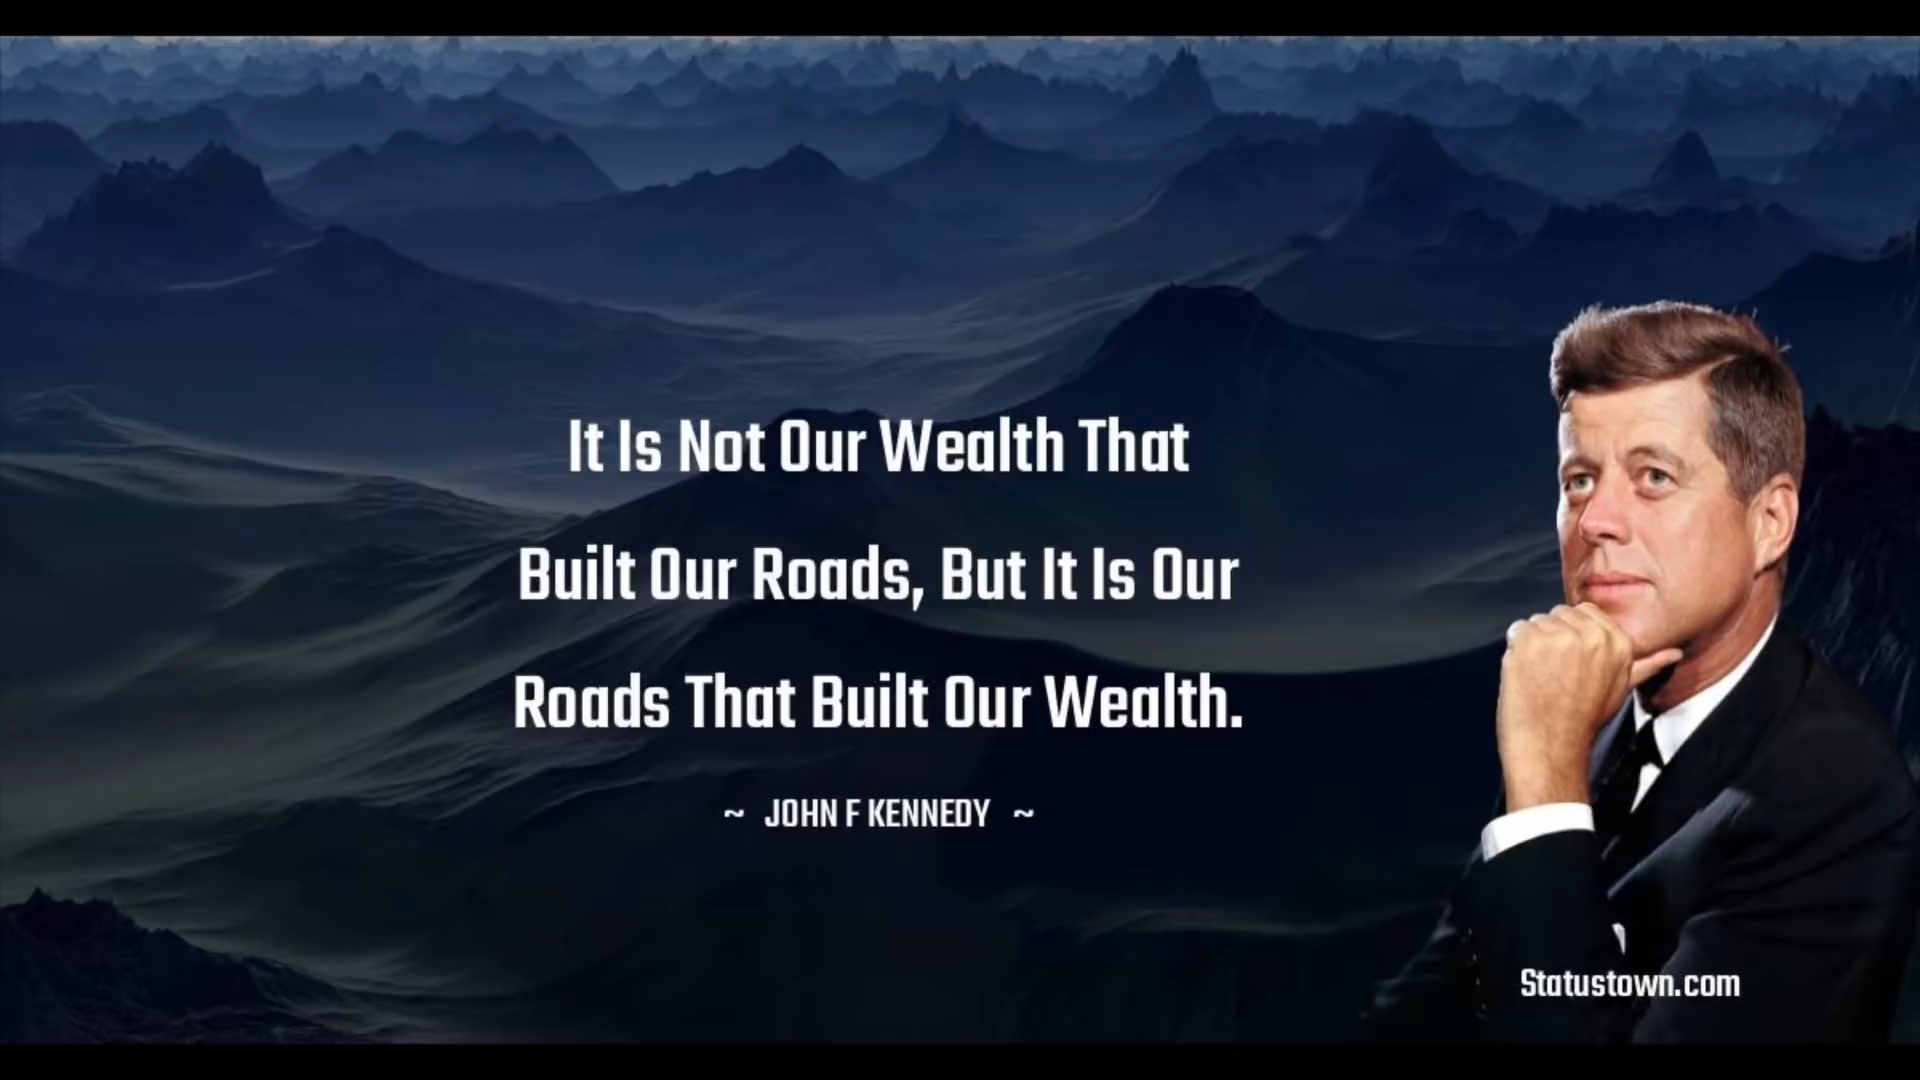 It Is Not Our Wealth That
Built Our Roads, But It Is Our
Roads That Built Our Wealth.
~ JOHN F KENNEDY ~
Statustown.com